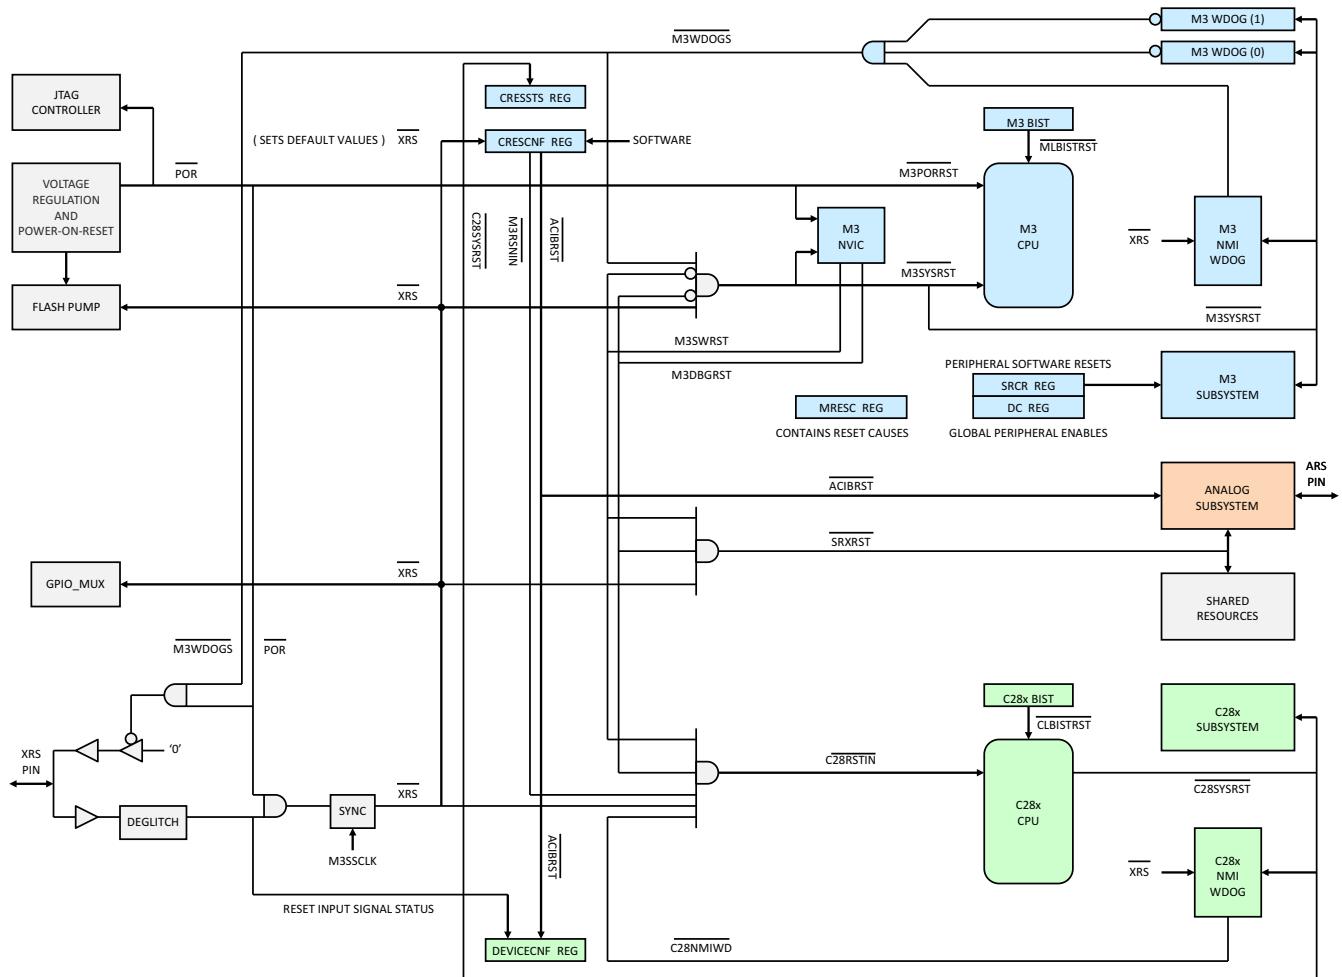 M3 WDOG (1)
M3WDOGS
M3 WDOG (0)
JTAG
CONTROLLER
CRESSTS REG
M3 BIST
( SETS DEFAULT VALUES )
XRS
CRESCNF REG
SOFTWARE
MLBISTRST
POR
M3PORRST
VOLTAGE
REGULATION
AND
POWER-ON-RESET
C28SYSRST
M3RSNIN
ACIBRST
M3
NVIC
M3
CPU
XRS
M3
NMI
WDOG
M3SYSRST
FLASH PUMP
XRS
M3SYSRST
M3SWRST
M3DBGRST
PERIPHERAL SOFTWARE RESETS
SRCR REG
DC REG
GLOBAL PERIPHERAL ENABLES
M3
SUBSYSTEM
MRESC REG
CONTAINS RESET CAUSES
ACIBRST
ANALOG
SUBSYSTEM
ARS
PIN
SRXRST
GPIO_MUX
XRS
SHARED
RESOURCES
M3WDOGS
POR
C28x BIST
CLBISTRST
C28x
SUBSYSTEM
XRS
PIN
'0'
C28RSTIN
C28x
CPU
C28SYSRST
DEGLITCH
SYNC
XRS
M3SSCLK
ACIBRST
XRS
C28x
NMI
WDOG
RESET INPUT SIGNAL STATUS
DEVICECNF REG
C28NMIWD